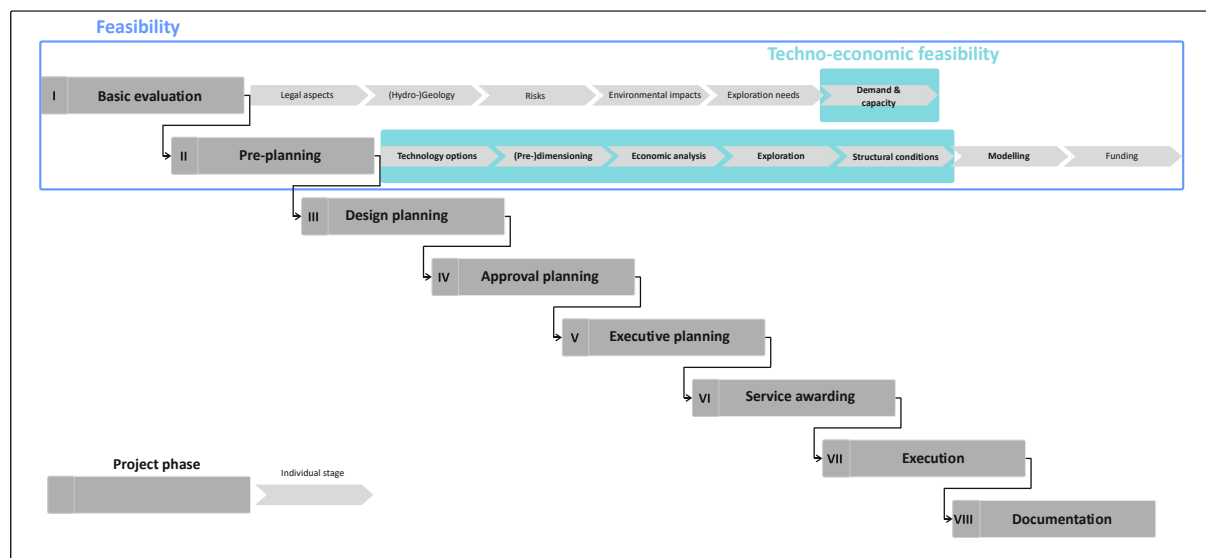 Feasibility
Techno-economic feasibility
I Basic evaluation
Legal aspects
(Hydro-)Geology
Risks
Environmental impacts
Exploration needs
Demand &
capacity
II Pre-planning
Technology options
(Pre-)dimensioning
Economic analysis
Exploration
Structural conditions
Modelling
Funding
III Design planning
IV Approval planning
V Executive planning
VI Service awarding
VII Execution
VIII Documentation
Project phase
Individual stage